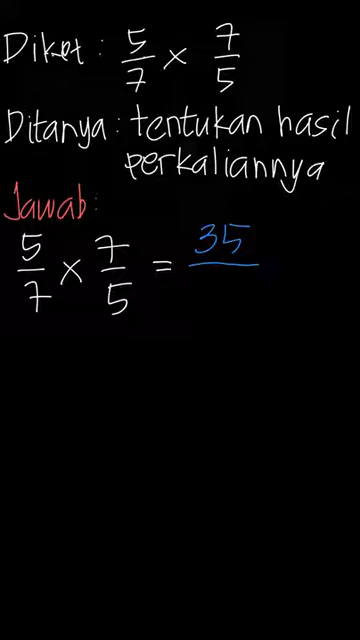 Diket : 5/7 x 7/5
Ditanya : tentukan hasil
perkaliannya
Jawab :
5/7 x 7/5 = 35/